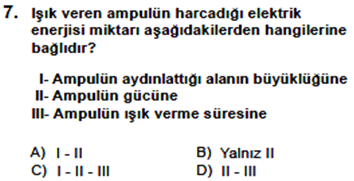 7. Işık veren ampulün harcadığı elektrik
enerjisi miktarı aşağıdakilerden hangilerine
bağlıdır?
I- Ampulün aydınlattığı alanın büyüklüğüne
II- Ampulün gücüne
III- Ampulün ışık verme süresine
A) I - II B) Yalnız II
C) I - II - III D) II - III